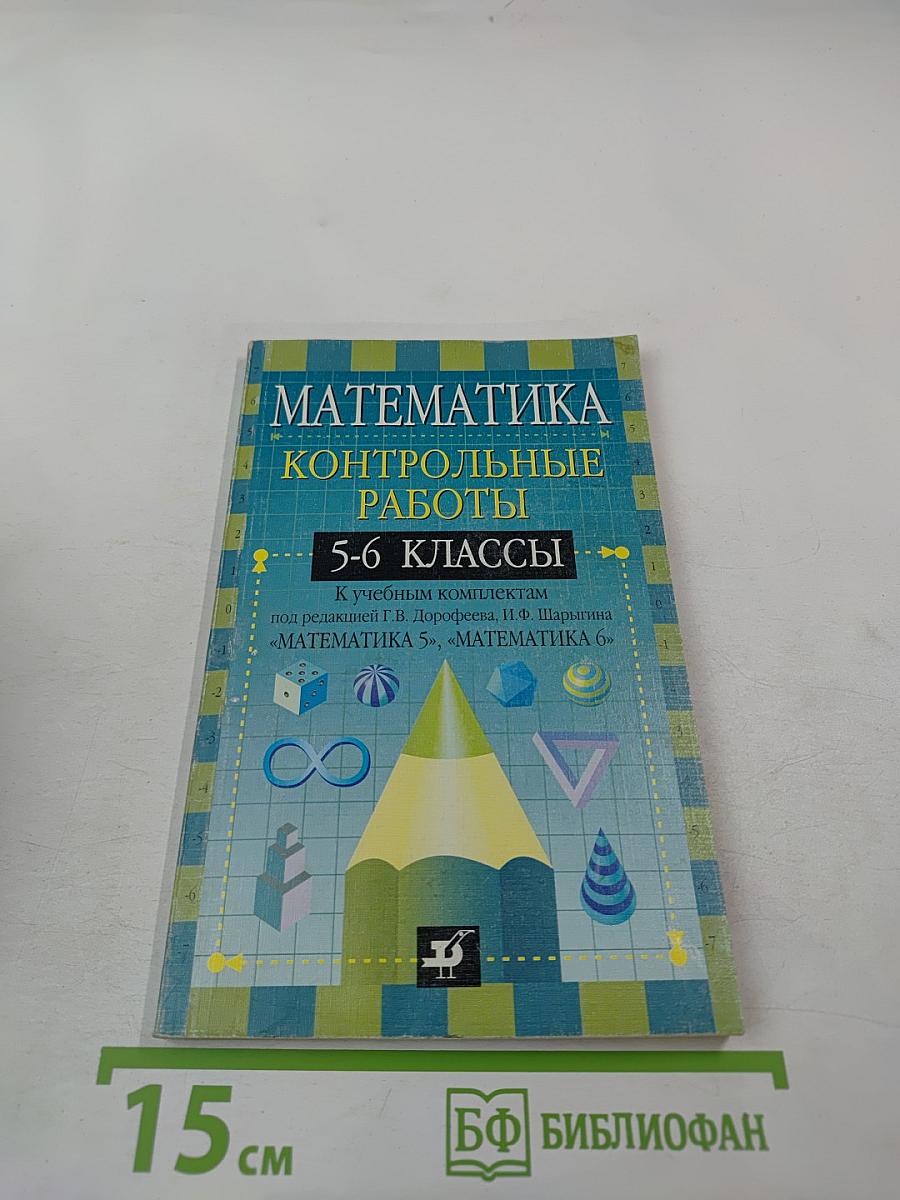 МАТЕМАТИКА
КОНТРОЛЬНЫЕ
РАБОТЫ
5-6 КЛАССЫ
К учебным комплектам
под редакцией Г.В. Дорофеева, И.Ф. Шарыгина
«МАТЕМАТИКА 5», «МАТЕМАТИКА 6»
15 см
БФ БИБЛИОФАН